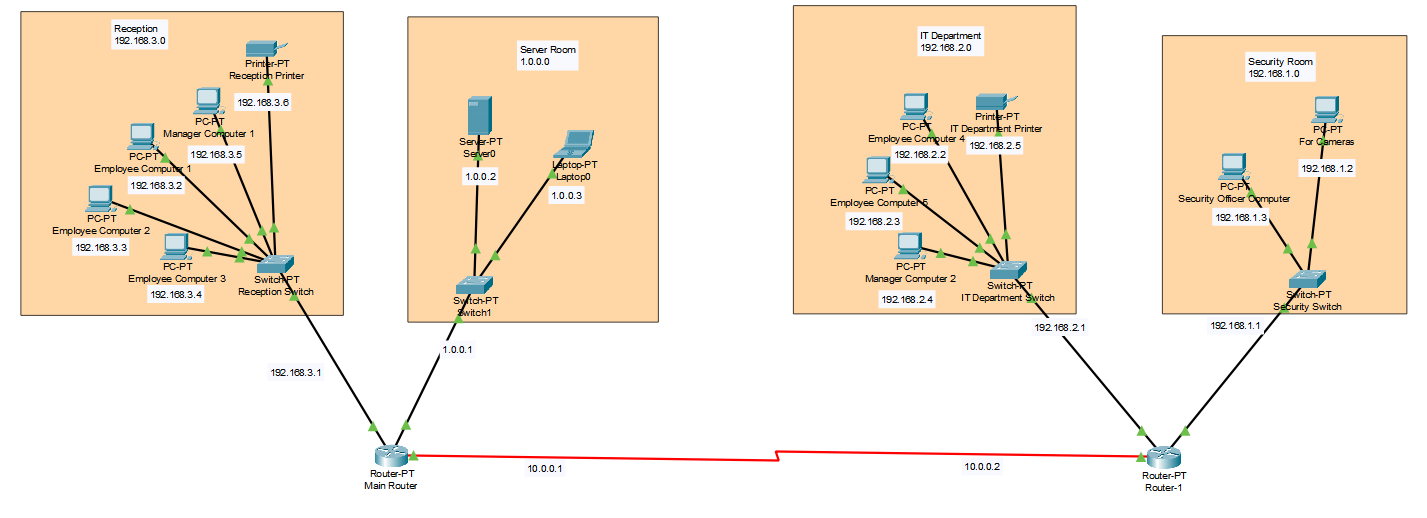 Reception
192.168.3.0
Printer-PT
Reception Printer
192.168.3.6
PC-PT
Manager Computer 1
192.168.3.5
PC-PT
Employee Computer 1
192.168.3.2
PC-PT
Employee Computer 2
192.168.3.3
PC-PT
Employee Computer 3
192.168.3.4
Switch-PT
Reception Switch
192.168.3.1
Server Room
1.0.0.0
Server-PT
Server0
1.0.0.2
Laptop-PT
Laptop0
1.0.0.3
Switch-PT
Switch1
1.0.0.1
Router-PT
Main Router
10.0.0.1
IT Department
192.168.2.0
PC-PT
Employee Computer 4
192.168.2.2
Printer-PT
IT Department Printer
192.168.2.5
PC-PT
Employee Computer 5
192.168.2.3
PC-PT
Manager Computer 2
192.168.2.4
Switch-PT
IT Department Switch
192.168.2.1
Security Room
192.168.1.0
PC-PT
For Cameras
192.168.1.2
PC-PT
Security Officer Computer
192.168.1.3
Switch-PT
Security Switch
192.168.1.1
10.0.0.2
Router-PT
Router-1